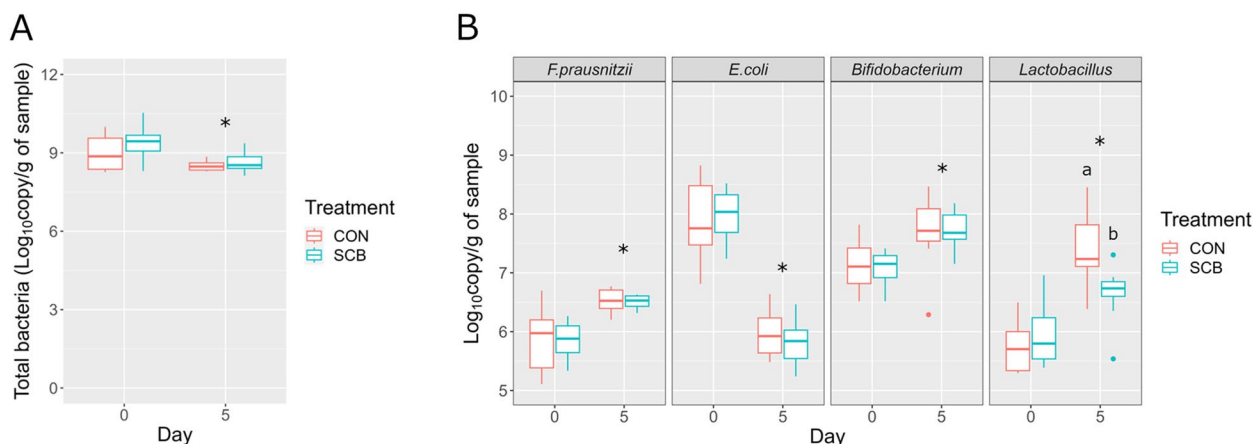 A
Total bacteria (Log₁₀copy/g of sample)
12
9
6
3
0
*
0 5
Day
Treatment
CON
SCB
B
Log₁₀copy/g of sample
F.prausnitzii E.coli Bifidobacterium Lactobacillus
10
9
8
7
6
5
*
*
*
*
a
b
0 5 0 5 0 5 0 5
Day
Treatment
CON
SCB